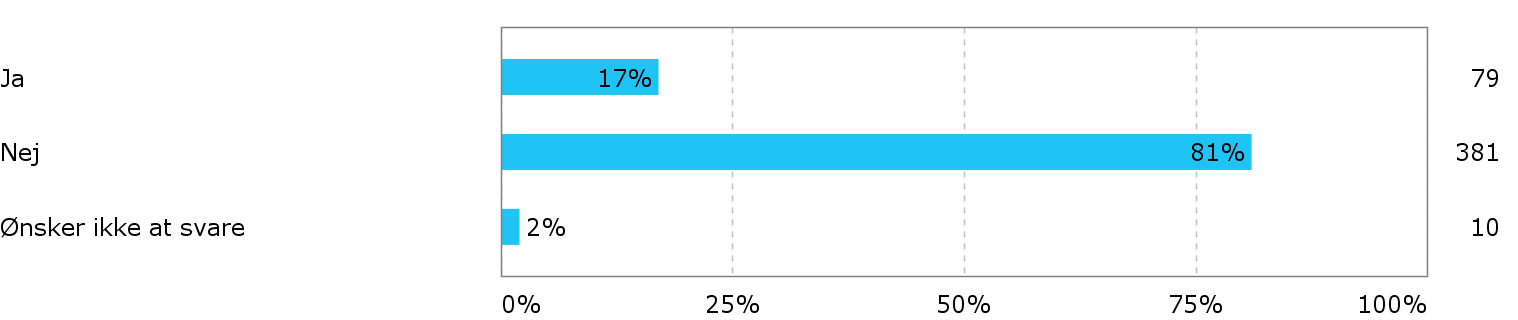 Ja 17% 79
Nej 81% 381
Ønsker ikke at svare 2% 10
0% 25% 50% 75% 100%